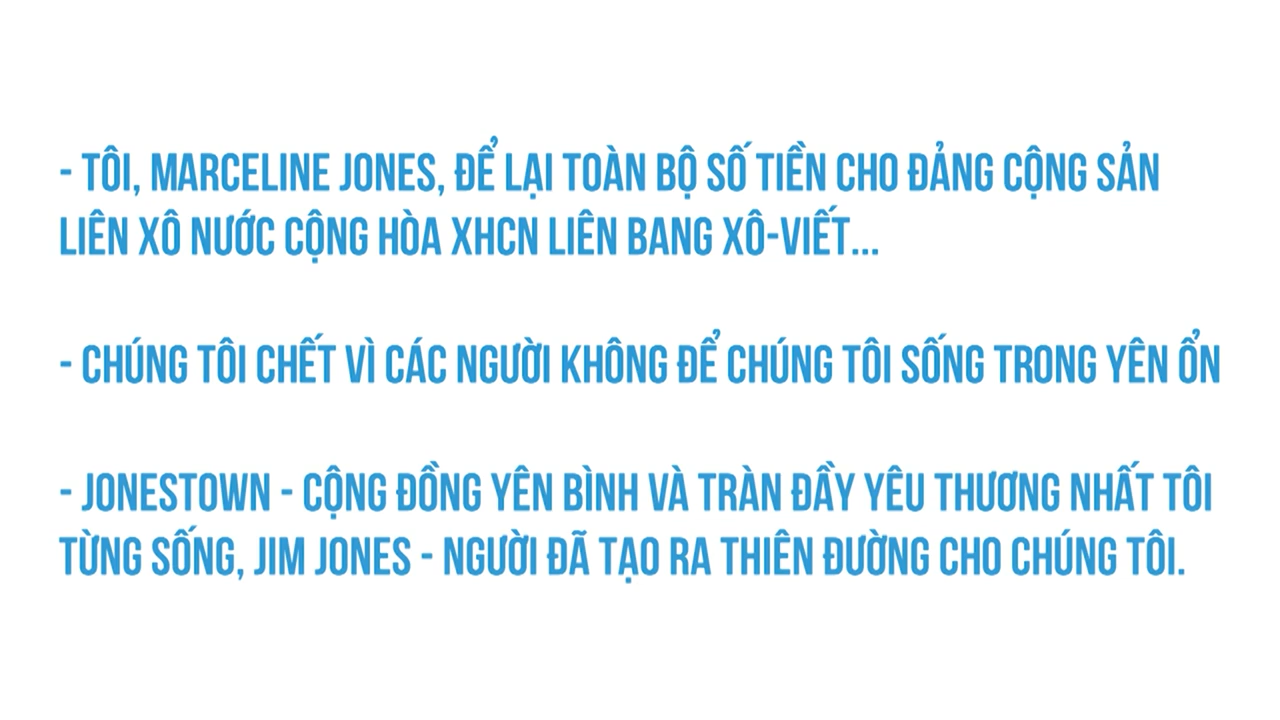 - TÔI, MARCELINE JONES, ĐỂ LẠI TOÀN BỘ SỐ TIỀN CHO ĐẢNG CỘNG SẢN
LIÊN XÔ NƯỚC CỘNG HÒA XHCN LIÊN BANG XÔ-VIẾT...
- CHÚNG TÔI CHẾT VÌ CÁC NGƯỜI KHÔNG ĐỂ CHÚNG TÔI SỐNG TRONG YÊN ỔN
- JONESTOWN - CỘNG ĐỒNG YÊN BÌNH VÀ TRÀN ĐẦY YÊU THƯƠNG NHẤT TÔI
TỪNG SỐNG, JIM JONES - NGƯỜI ĐÃ TẠO RA THIÊN ĐƯỜNG CHO CHÚNG TÔI.